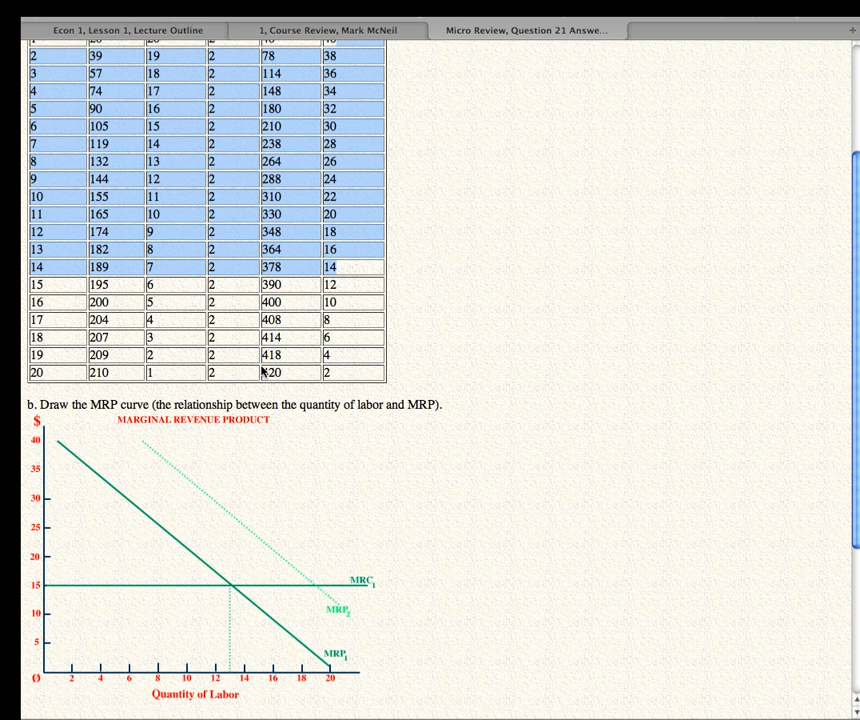 Econ 1, Lesson 1, Lecture Outline 1, Course Review, Mark McNeil Micro Review, Question 21 Answe...
2 39 19 2 78 38
3 57 18 2 114 36
4 74 17 2 148 34
5 90 16 2 180 32
6 105 15 2 210 30
7 119 14 2 238 28
8 132 13 2 264 26
9 144 12 2 288 24
10 155 11 2 310 22
11 165 10 2 330 20
12 174 9 2 348 18
13 182 8 2 364 16
14 189 7 2 378 14
15 195 6 2 390 12
16 200 5 2 400 10
17 204 4 2 408 8
18 207 3 2 414 6
19 209 2 2 418 4
20 210 1 2 420 2
b. Draw the MRP curve (the relationship between the quantity of labor and MRP).
$ MARGINAL REVENUE PRODUCT
40
35
30
25
20
15 MRC1
10 MRP2
5 MRP1
Ø 2 4 6 8 10 12 14 16 18 20
Quantity of Labor